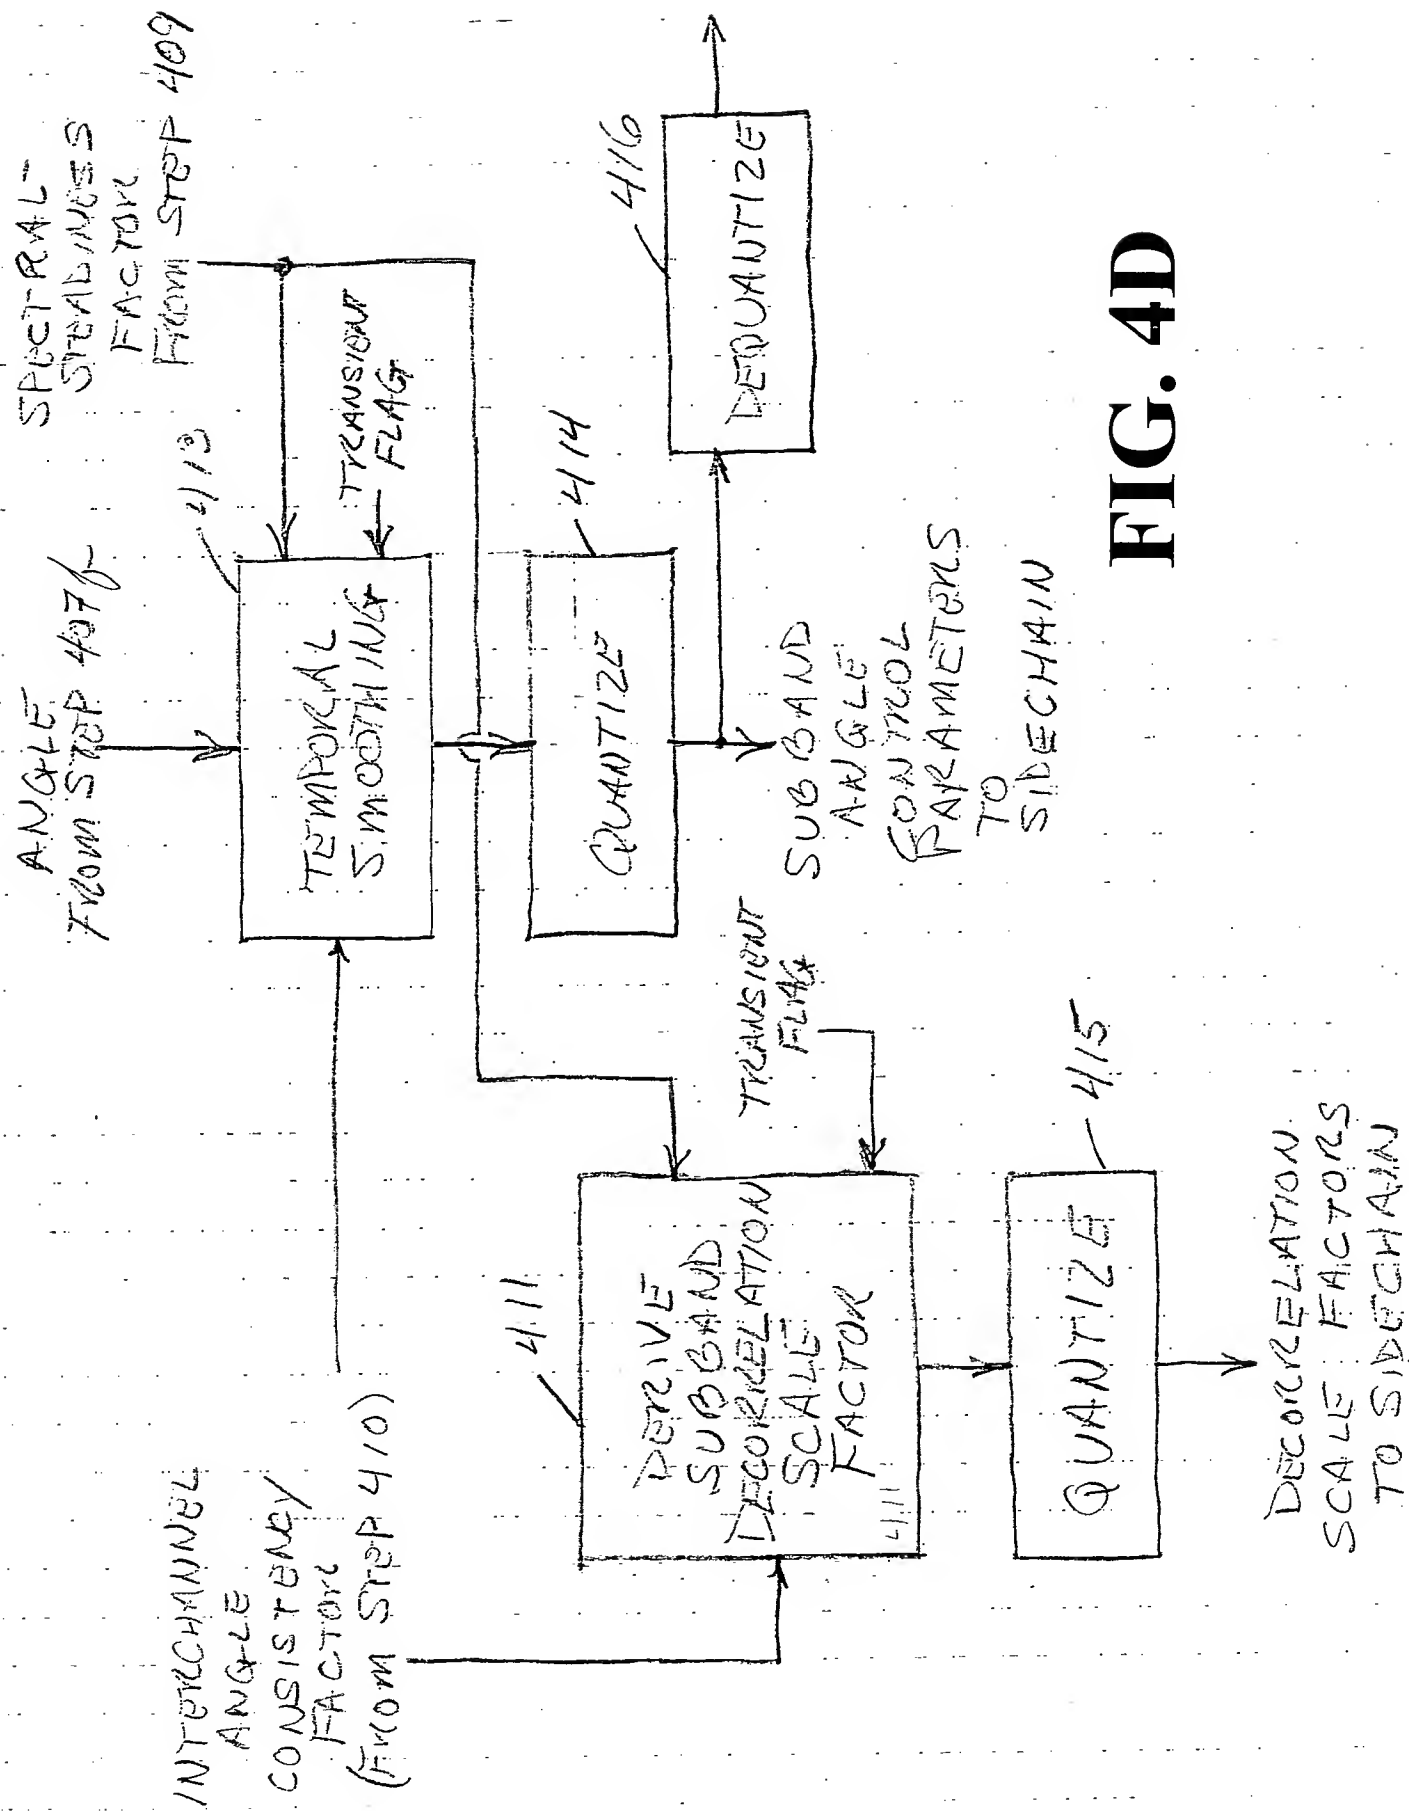 INTERCHANNEL
ANGLE
CONSISTENCY
FACTOR
(FROM STEP 410)
ANGLE
FROM STEP 407f
SPECTRAL-
STEADINESS
FACTOR
FROM STEP 409
413
TEMPORAL
SMOOTHING
TRANSIENT
FLAG
414
QUANTIZE
416
DEQUANTIZE
SUBBAND
ANGLE
CONTROL
PARAMETERS
TO
SIDECHAIN
411
DERIVE
SUBBAND
DECORRELATION
SCALE
FACTOR
411
TRANSIENT
FLAG
415
QUANTIZE
DECORRELATION
SCALE FACTORS
TO SIDECHAIN
FIG. 4D